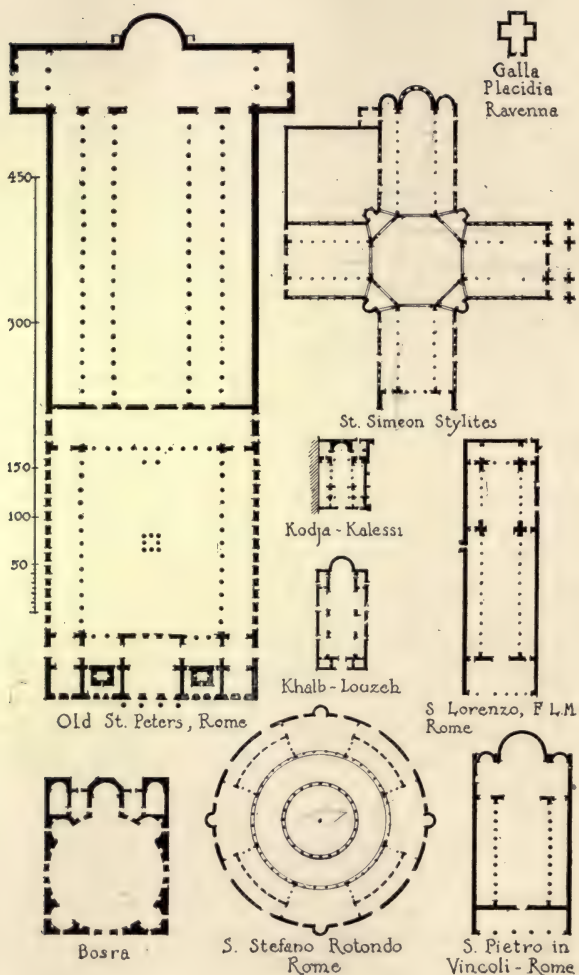 Galla
Placidia
Ravenna
450
300
St. Simeon Stylites
150
100
50
Kodja - Kalessi
Khalb - Louzeh
Old St. Peters, Rome
S Lorenzo, F L.M
Rome
Bosra
S. Stefano Rotondo
Rome
S. Pietro in
Vincoli - Rome